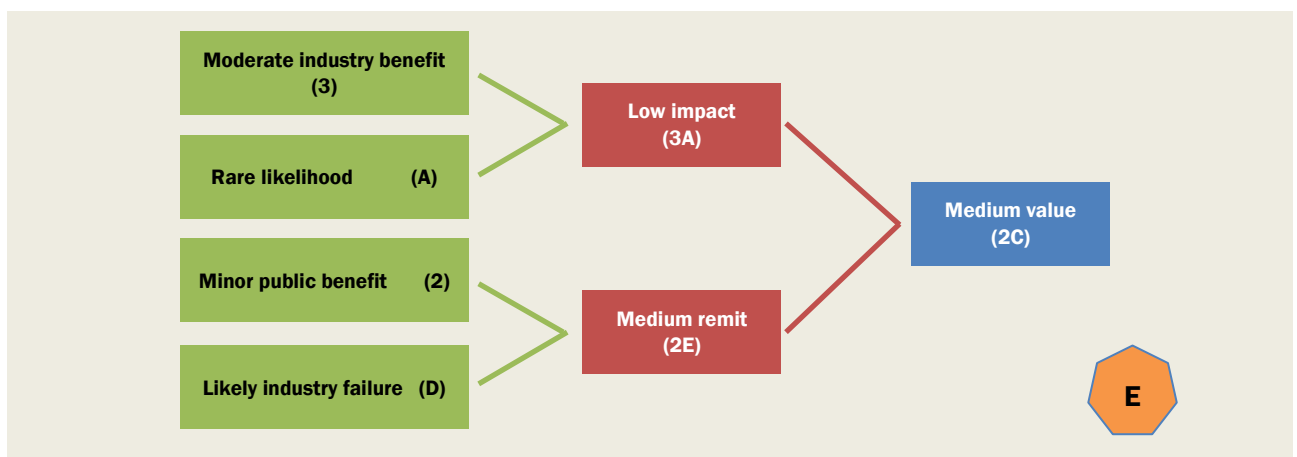 Moderate industry benefit
(3)
Rare likelihood (A)
Minor public benefit (2)
Likely industry failure (D)
Low impact
(3A)
Medium remit
(2E)
Medium value
(2C)
E